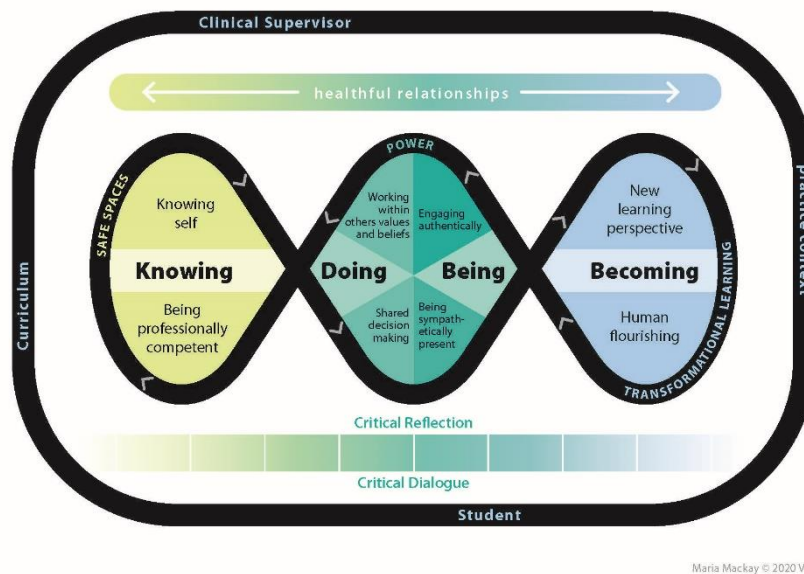 Clinical Supervisor
healthful relationships
SAFE SPACES
Knowing
self
Knowing
Being
professionally
competent
POWER
Working
within
others values
and beliefs
Engaging
authentically
Doing
Being
Shared
decision
making
Being
sympath-
etically
present
New
learning
perspective
Becoming
Human
flourishing
TRANSFORMATIONAL LEARNING
Curriculum
Context
Critical Reflection
Critical Dialogue
Student
Maria Mackay © 2020 V